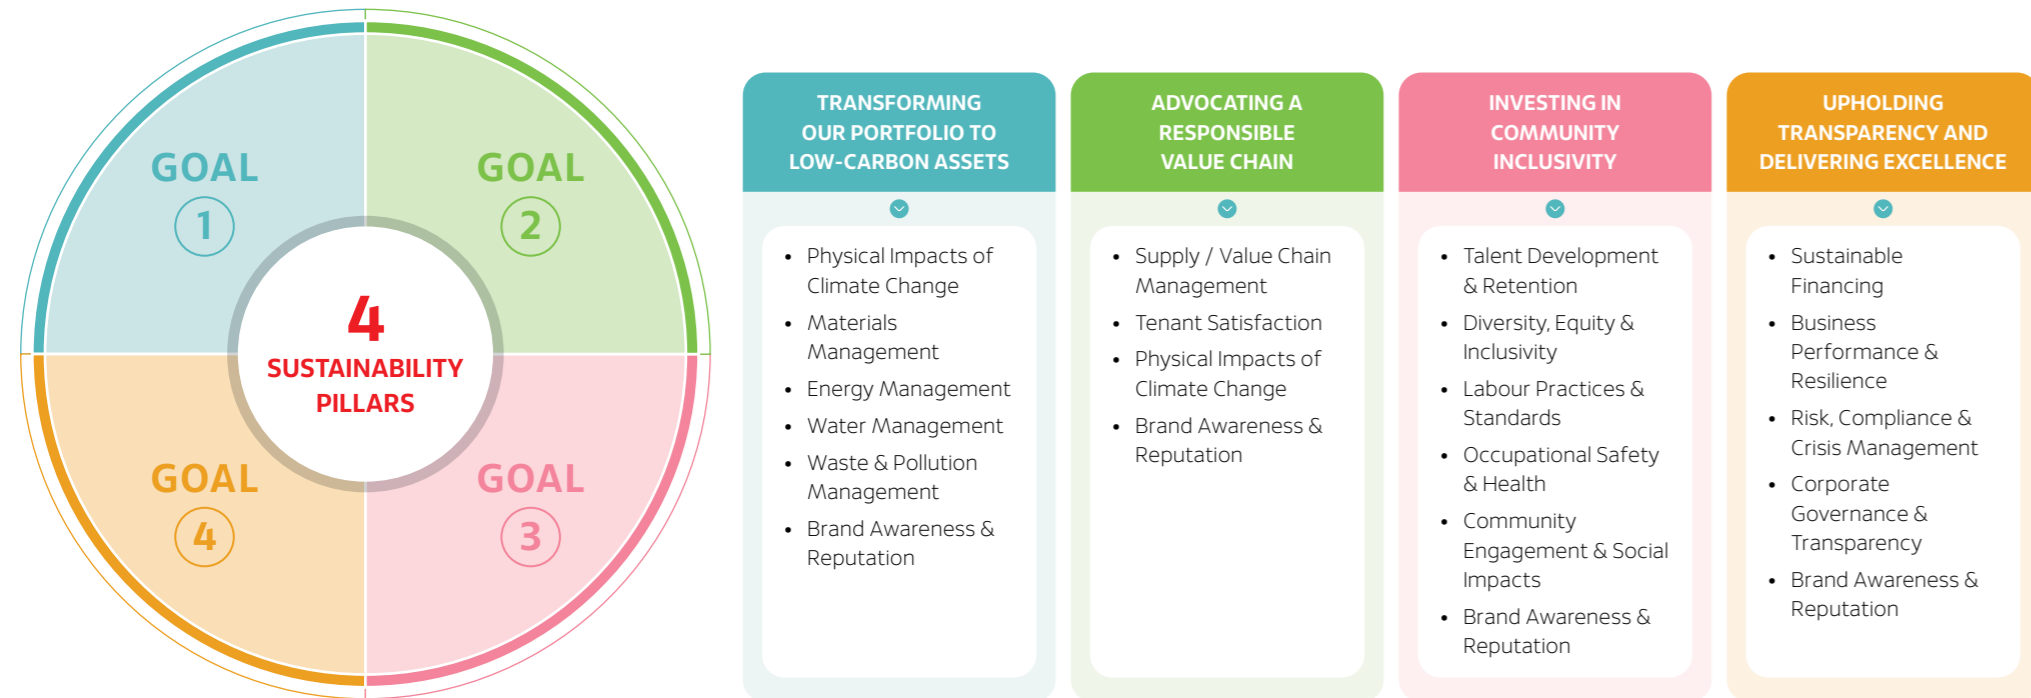 GOAL
1
GOAL
2
4
SUSTAINABILITY
PILLARS
GOAL
4
GOAL
3
TRANSFORMING
OUR PORTFOLIO TO
LOW-CARBON ASSETS
• Physical Impacts of
Climate Change
• Materials
Management
• Energy Management
• Water Management
• Waste & Pollution
Management
• Brand Awareness &
Reputation
ADVOCATING A
RESPONSIBLE
VALUE CHAIN
• Supply / Value Chain
Management
• Tenant Satisfaction
• Physical Impacts of
Climate Change
• Brand Awareness &
Reputation
INVESTING IN
COMMUNITY
INCLUSIVITY
• Talent Development
& Retention
• Diversity, Equity &
Inclusivity
• Labour Practices &
Standards
• Occupational Safety
& Health
• Community
Engagement & Social
Impacts
• Brand Awareness &
Reputation
UPHOLDING
TRANSPARENCY AND
DELIVERING EXCELLENCE
• Sustainable
Financing
• Business
Performance &
Resilience
• Risk, Compliance &
Crisis Management
• Corporate
Governance &
Transparency
• Brand Awareness &
Reputation